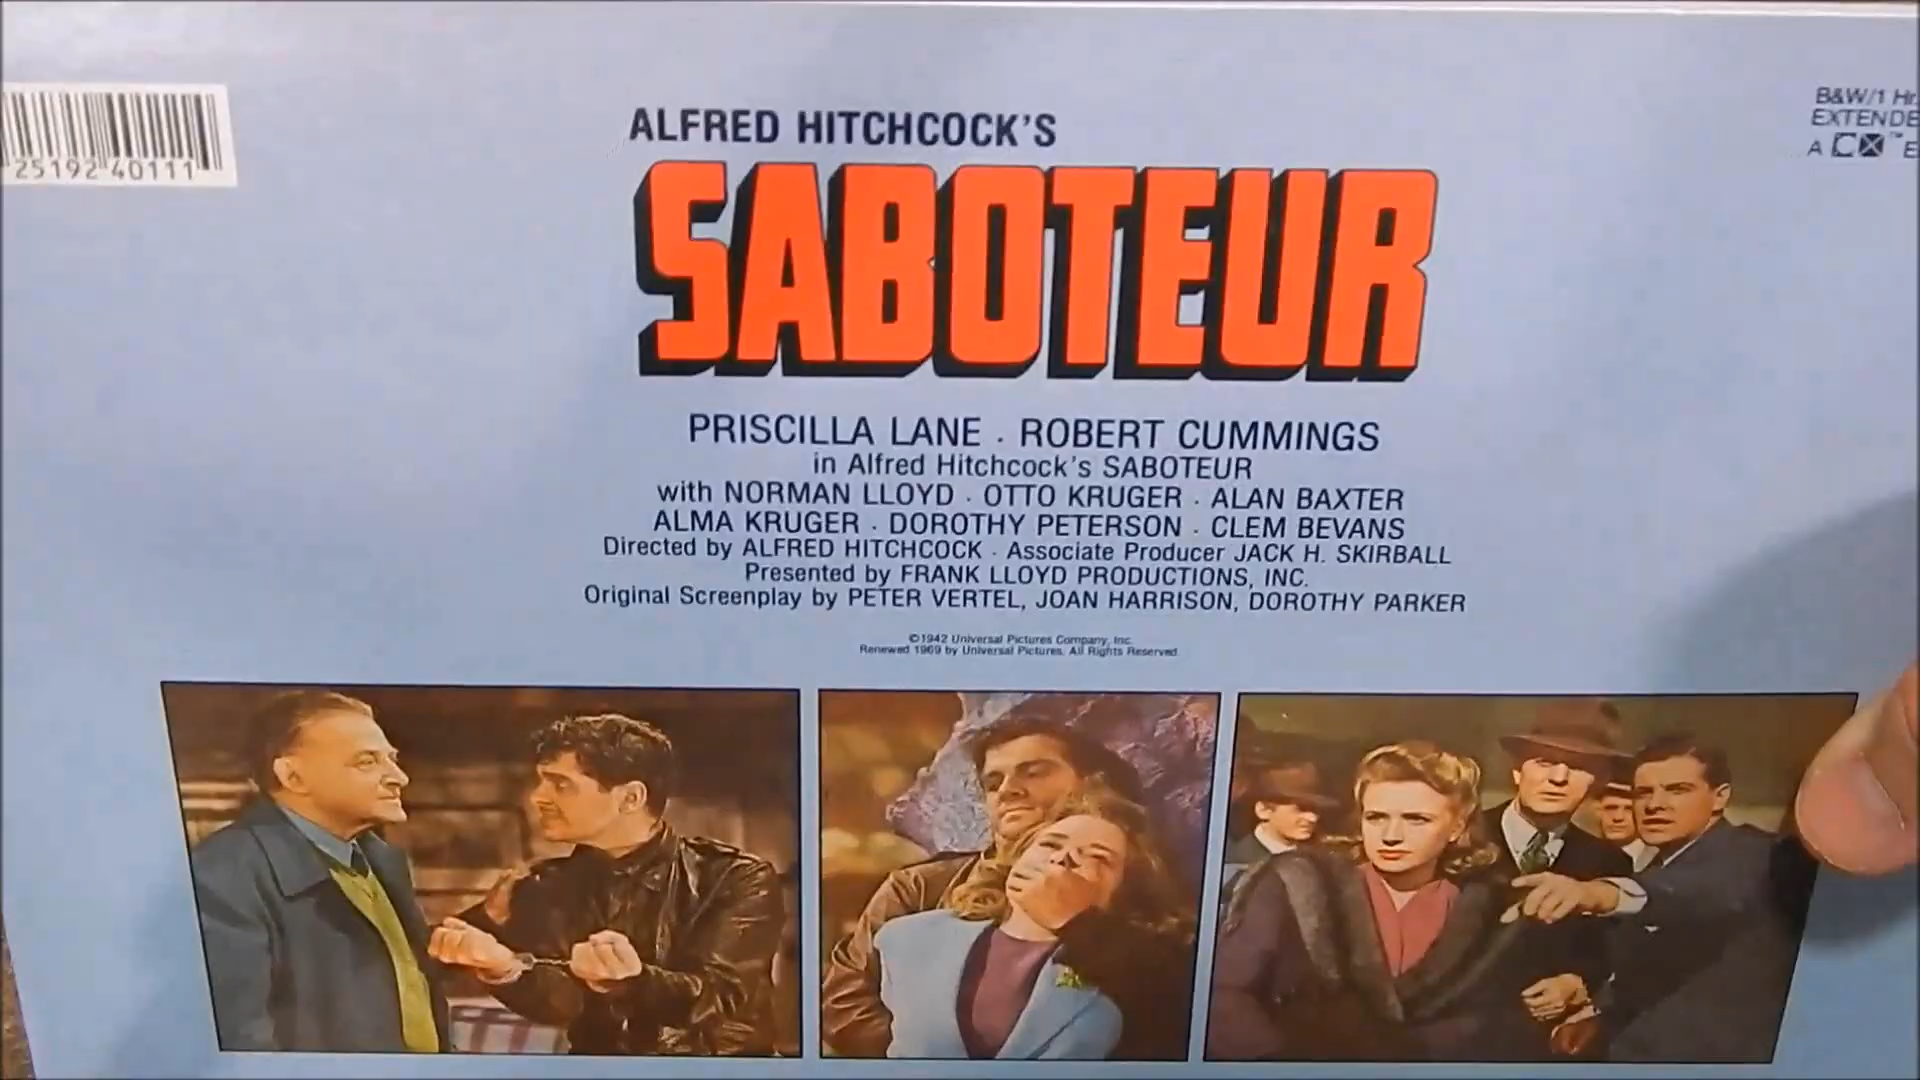 ALFRED HITCHCOCK'S
SABOTEUR
25192 40111
B&W/1 Hr.
EXTENDE
A CX™ E
PRISCILLA LANE · ROBERT CUMMINGS
in Alfred Hitchcock's SABOTEUR
with NORMAN LLOYD · OTTO KRUGER · ALAN BAXTER
ALMA KRUGER · DOROTHY PETERSON · CLEM BEVANS
Directed by ALFRED HITCHCOCK · Associate Producer JACK H. SKIRBALL
Presented by FRANK LLOYD PRODUCTIONS, INC.
Original Screenplay by PETER VERTEL, JOAN HARRISON, DOROTHY PARKER
©1942 Universal Pictures Company, Inc.
Renewed 1969 by Universal Pictures. All Rights Reserved